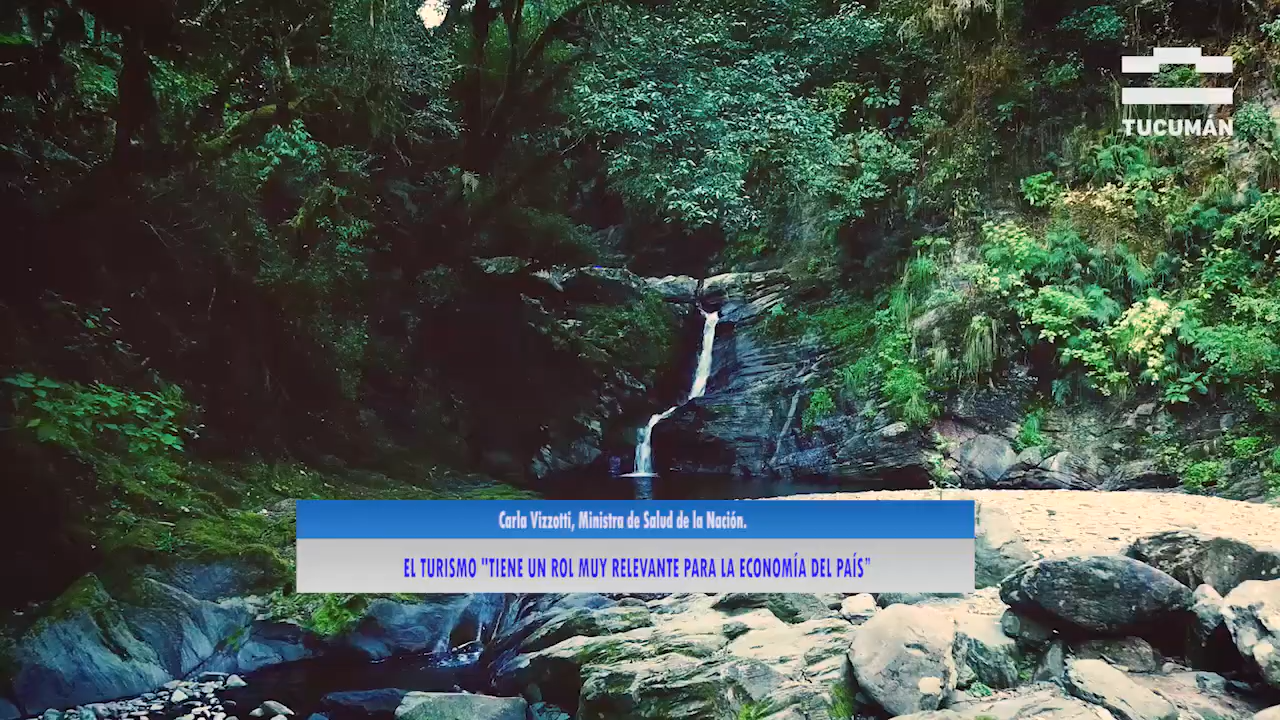 TUCUMÁN
Carla Vizzotti, Ministra de Salud de la Nación.
EL TURISMO "TIENE UN ROL MUY RELEVANTE PARA LA ECONOMÍA DEL PAÍS"